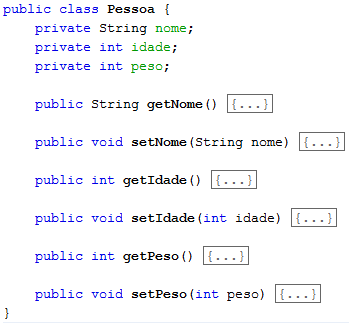 public class Pessoa {
    private String nome;
    private int idade;
    private int peso;
    public String getNome() {...}
    public void setNome(String nome) {...}
    public int getIdade() {...}
    public void setIdade(int idade) {...}
    public int getPeso() {...}
    public void setPeso(int peso) {...}
}